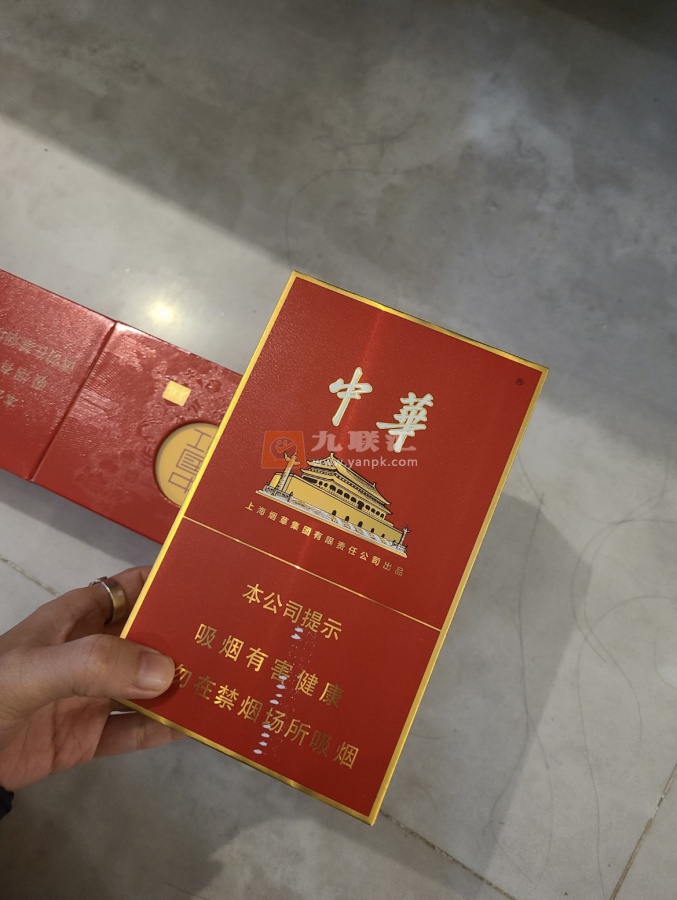 中華
®
九联汇
www.yanpk.com
上海烟草集团有限责任公司出品
本公司提示
吸烟有害健康
勿在禁烟场所吸烟